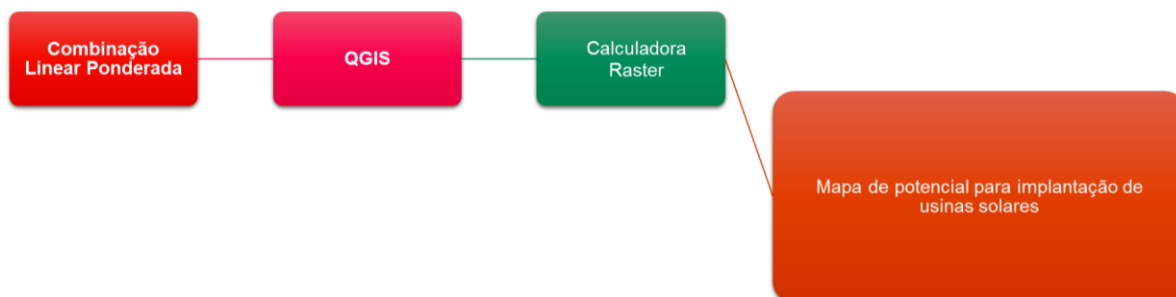 Combinação
Linear Ponderada
QGIS
Calculadora
Raster
Mapa de potencial para implantação de
usinas solares